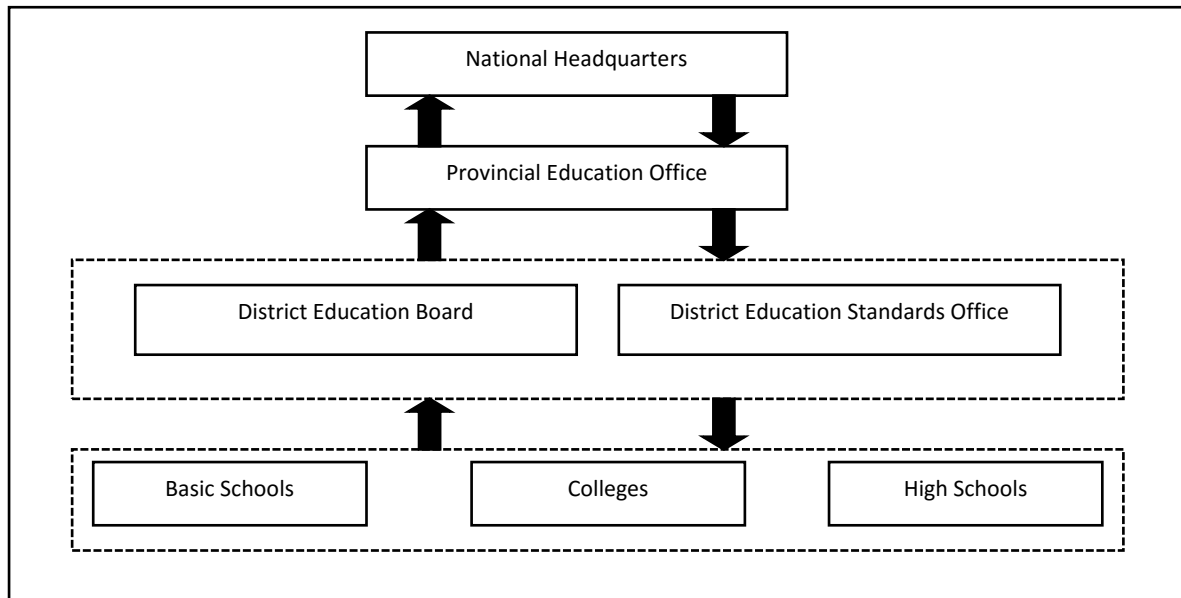 National Headquarters
Provincial Education Office
District Education Board
District Education Standards Office
Basic Schools
Colleges
High Schools